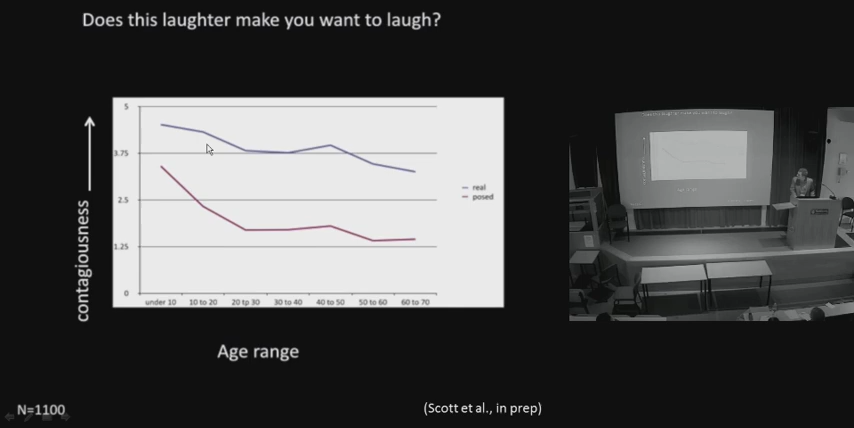 Does this laughter make you want to laugh?
contagiousness
5
3.75
2.5
1.25
0
real
posed
under 10 10 to 20 20 tp 30 30 to 40 40 to 50 50 to 60 60 to 70
Age range
N=1100
(Scott et al., in prep)